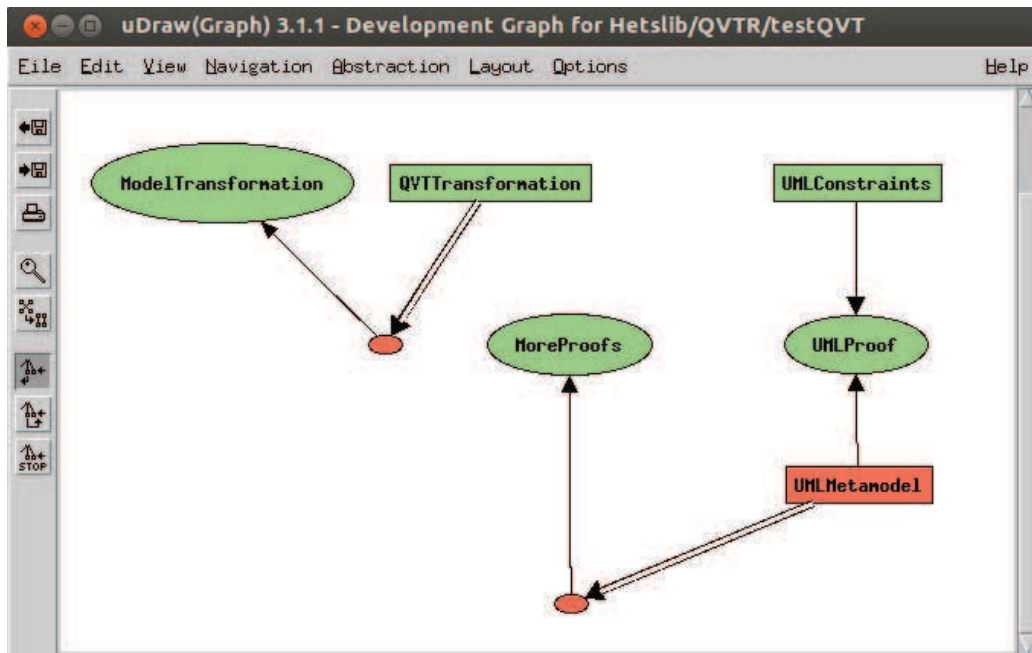 uDraw(Graph) 3.1.1 - Development Graph for Hetslib/QVTR/testQVT
File Edit View Navigation Abstraction Layout Options Help
ModelTransformation
QVTTransformation
UMLConstraints
MoreProofs
UMLProof
UMLMetamodel
STOP